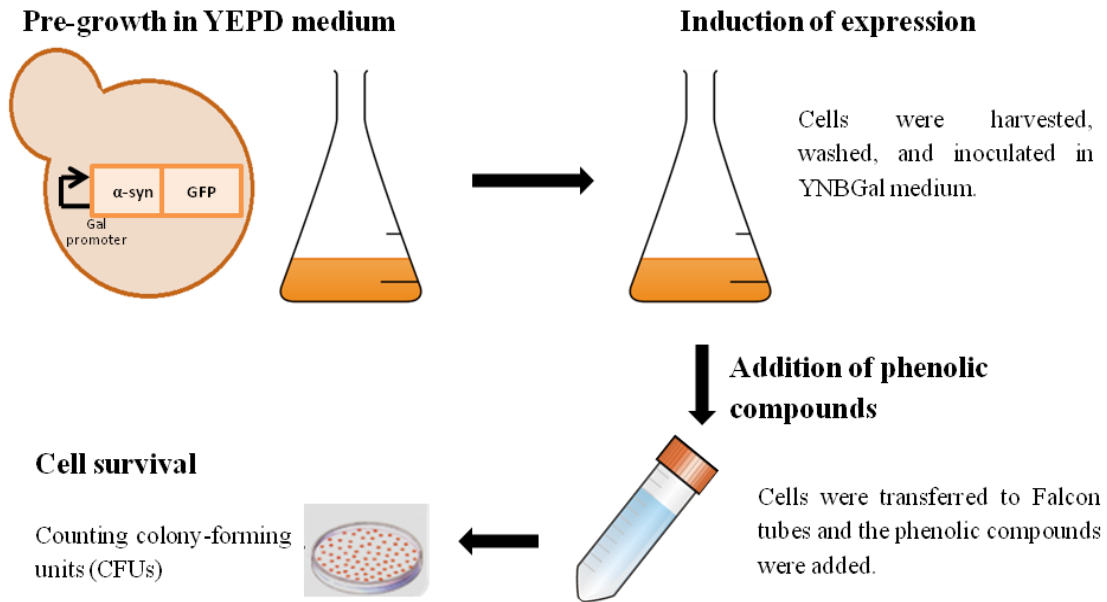 Pre-growth in YEPD medium
α-syn
GFP
Gal
promoter
Induction of expression
Cells were harvested,
washed, and inoculated in
YNBGal medium.
Addition of phenolic
compounds
Cells were transferred to Falcon
tubes and the phenolic compounds
were added.
Cell survival
Counting colony-forming
units (CFUs)